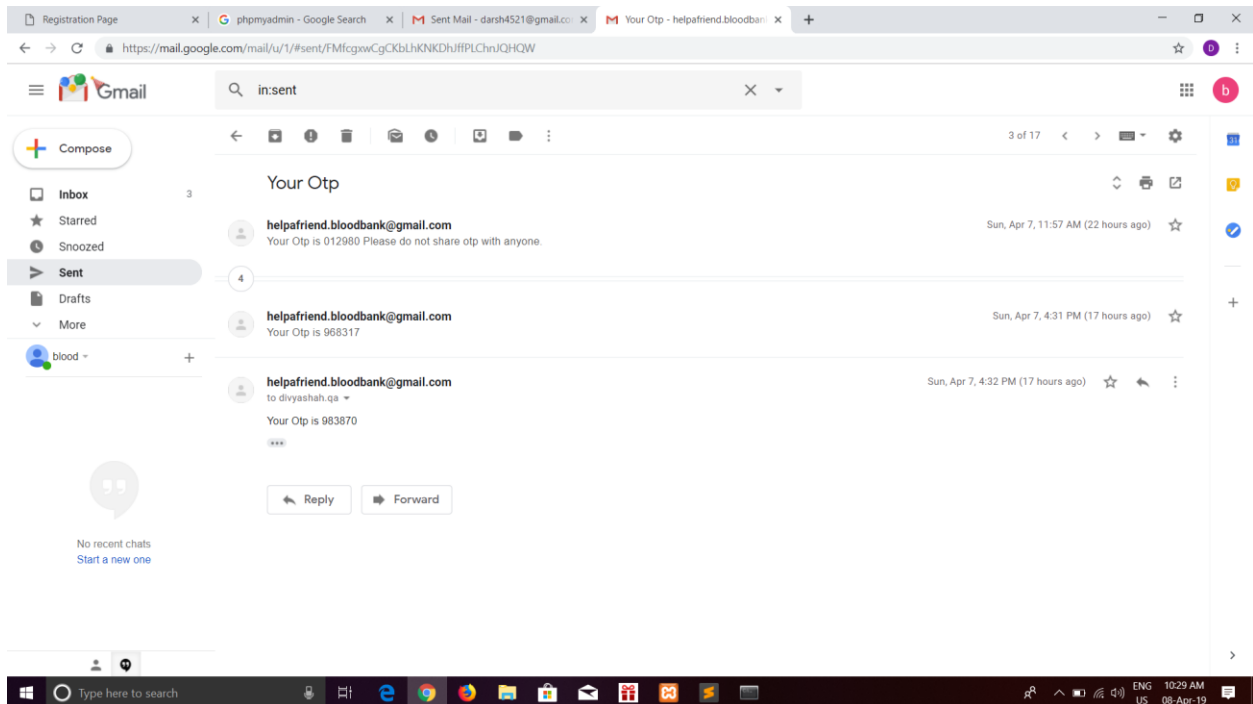 Registration Page
phpmyadmin - Google Search
Sent Mail - darsh4521@gmail.co
Your Otp - helpafriend.bloodban
https://mail.google.com/mail/u/1/#sent/FMfcgxwCgCKbLhKNKDhJffPLChnJQHQW
D
Gmail
in:sent
b
Compose
3 of 17
31
Inbox 3
Starred
Snoozed
Sent
Drafts
More
blood
Your Otp
helpafriend.bloodbank@gmail.com Sun, Apr 7, 11:57 AM (22 hours ago)
Your Otp is 012980 Please do not share otp with anyone.
4
helpafriend.bloodbank@gmail.com Sun, Apr 7, 4:31 PM (17 hours ago)
Your Otp is 968317
helpafriend.bloodbank@gmail.com Sun, Apr 7, 4:32 PM (17 hours ago)
to divyashah.qa
Your Otp is 983870
Reply Forward
No recent chats
Start a new one
Type here to search
ENG 10:29 AM
US 08-Apr-19